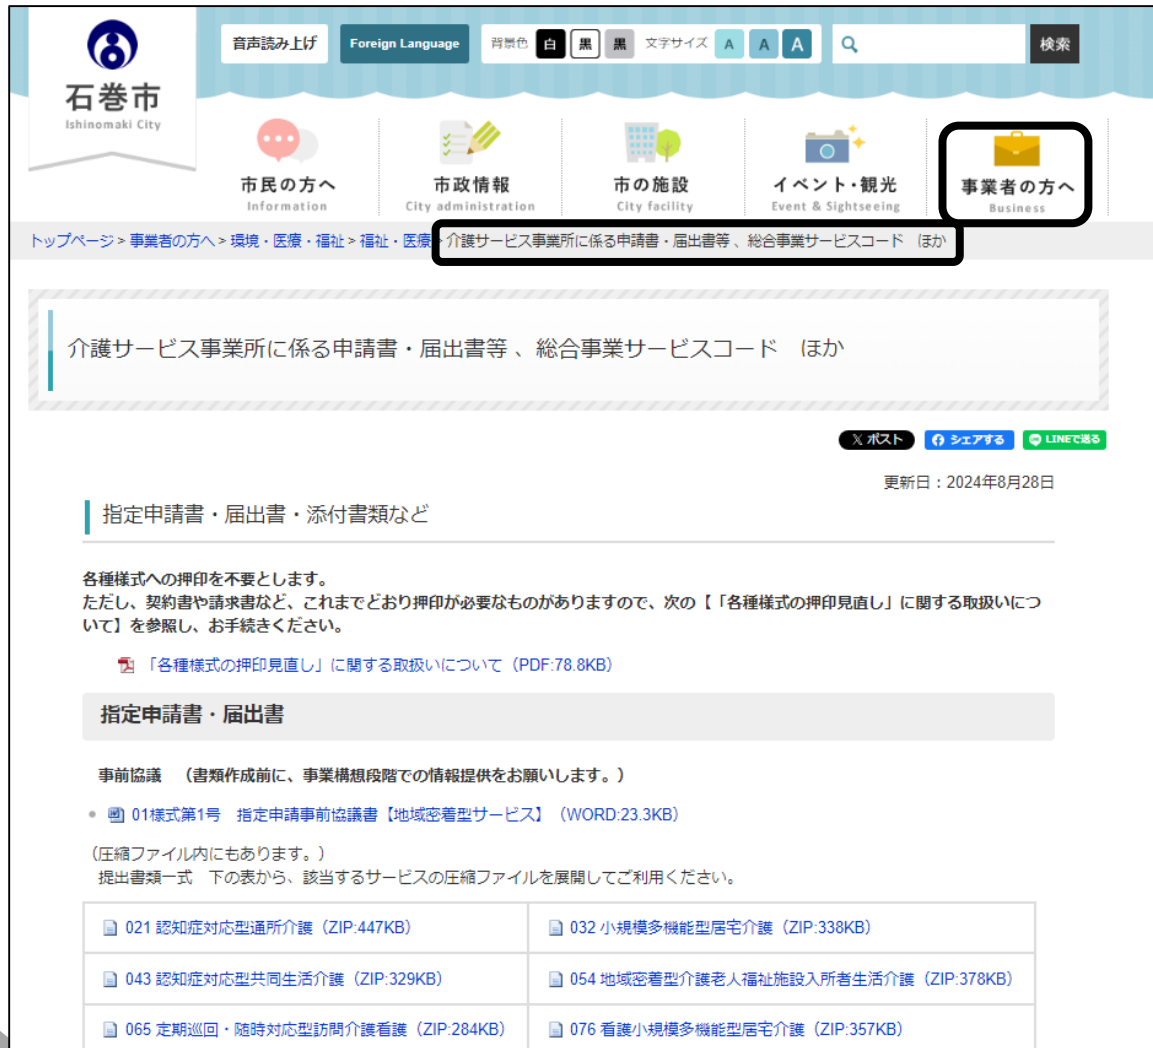 音声読み上げ
Foreign Language
背景色 白 黒 黒 文字サイズ A A A
検索
石巻市
Ishinomaki City
市民の方へ
Information
市政情報
City administration
市の施設
City facility
イベント・観光
Event & Sightseeing
事業者の方へ
Business
トップページ > 事業者の方へ > 環境・医療・福祉 > 福祉・医療 > 介護サービス事業所に係る申請書・届出書等 、総合事業サービスコード　ほか
介護サービス事業所に係る申請書・届出書等 、総合事業サービスコード　ほか
X ポスト
シェアする
LINEで送る
更新日：2024年8月28日
指定申請書・届出書・添付書類など
各種様式への押印を不要とします。
ただし、契約書や請求書など、これまでどおり押印が必要なものがありますので、次の【「各種様式の押印見直し」に関する取扱いにつ
いて】を参照し、お手続きください。
「各種様式の押印見直し」に関する取扱いについて（PDF:78.8KB）
指定申請書・届出書
事前協議　（書類作成前に、事業構想段階での情報提供をお願いします。）
01様式第1号　指定申請事前協議書【地域密着型サービス】（WORD:23.3KB）
（圧縮ファイル内にもあります。）
提出書類一式　下の表から、該当するサービスの圧縮ファイルを展開してご利用ください。
021 認知症対応型通所介護（ZIP:447KB）
032 小規模多機能型居宅介護（ZIP:338KB）
043 認知症対応型共同生活介護（ZIP:329KB）
054 地域密着型介護老人福祉施設入所者生活介護（ZIP:378KB）
065 定期巡回・随時対応型訪問介護看護（ZIP:284KB）
076 看護小規模多機能型居宅介護（ZIP:357KB）